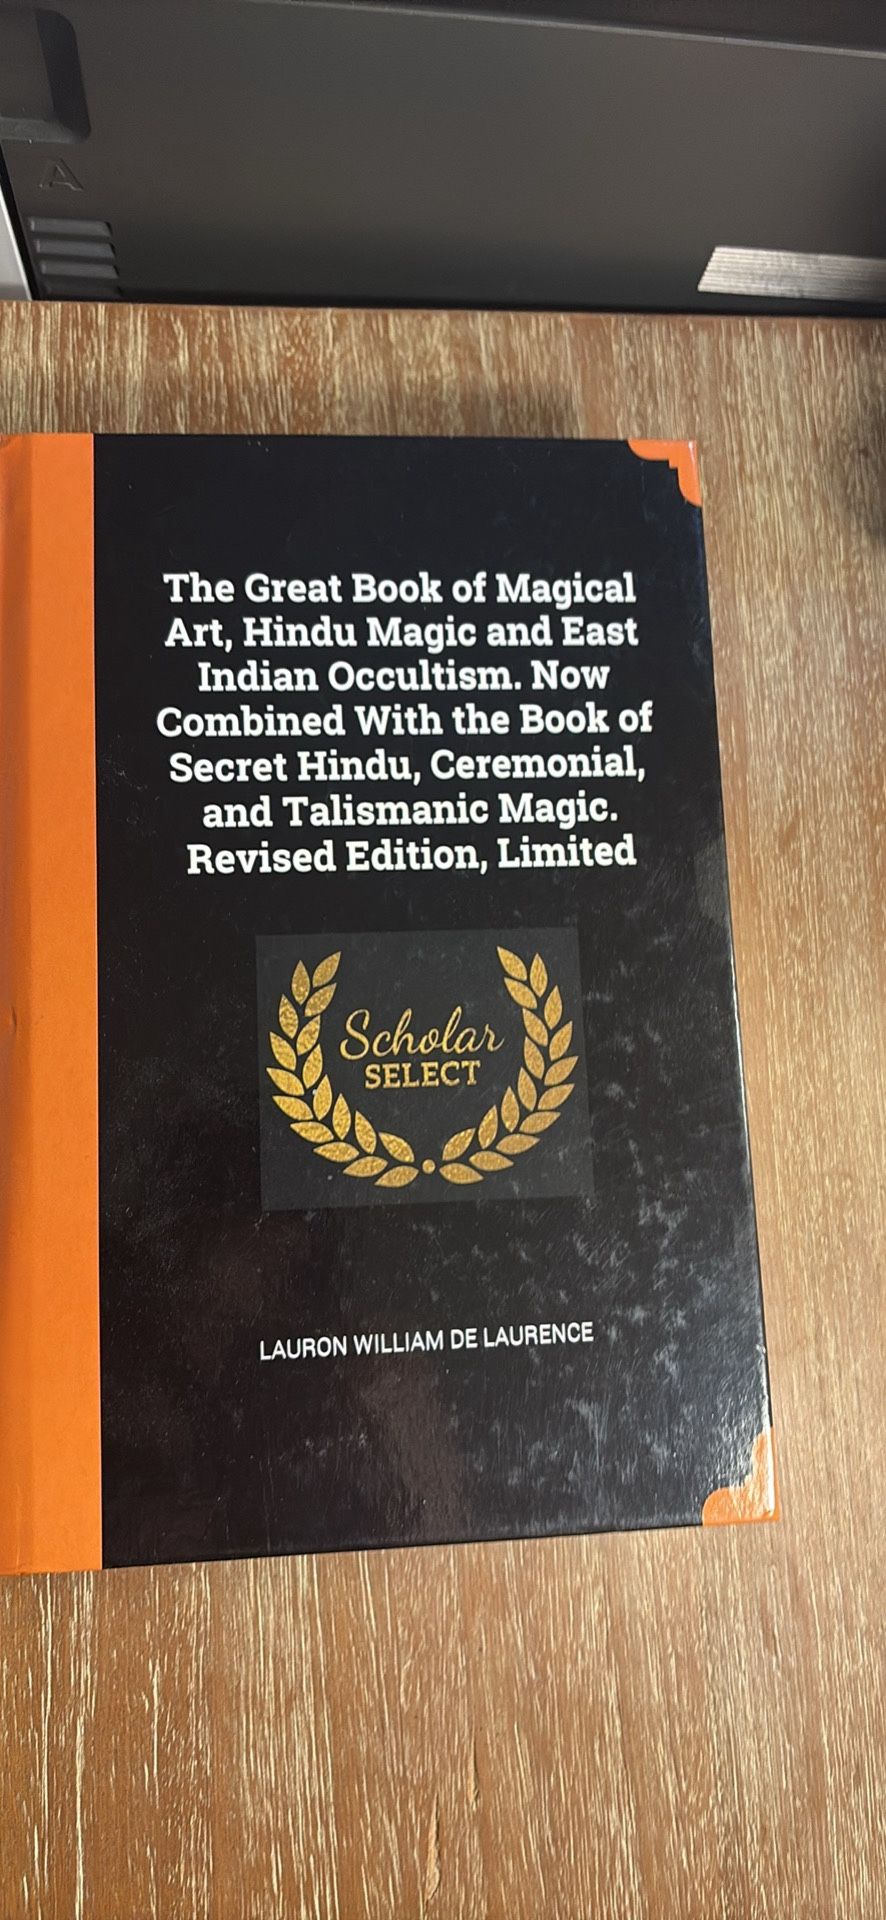 A
The Great Book of Magical
Art, Hindu Magic and East
Indian Occultism. Now
Combined With the Book of
Secret Hindu, Ceremonial,
and Talismanic Magic.
Revised Edition, Limited
Scholar
SELECT
LAURON WILLIAM DE LAURENCE